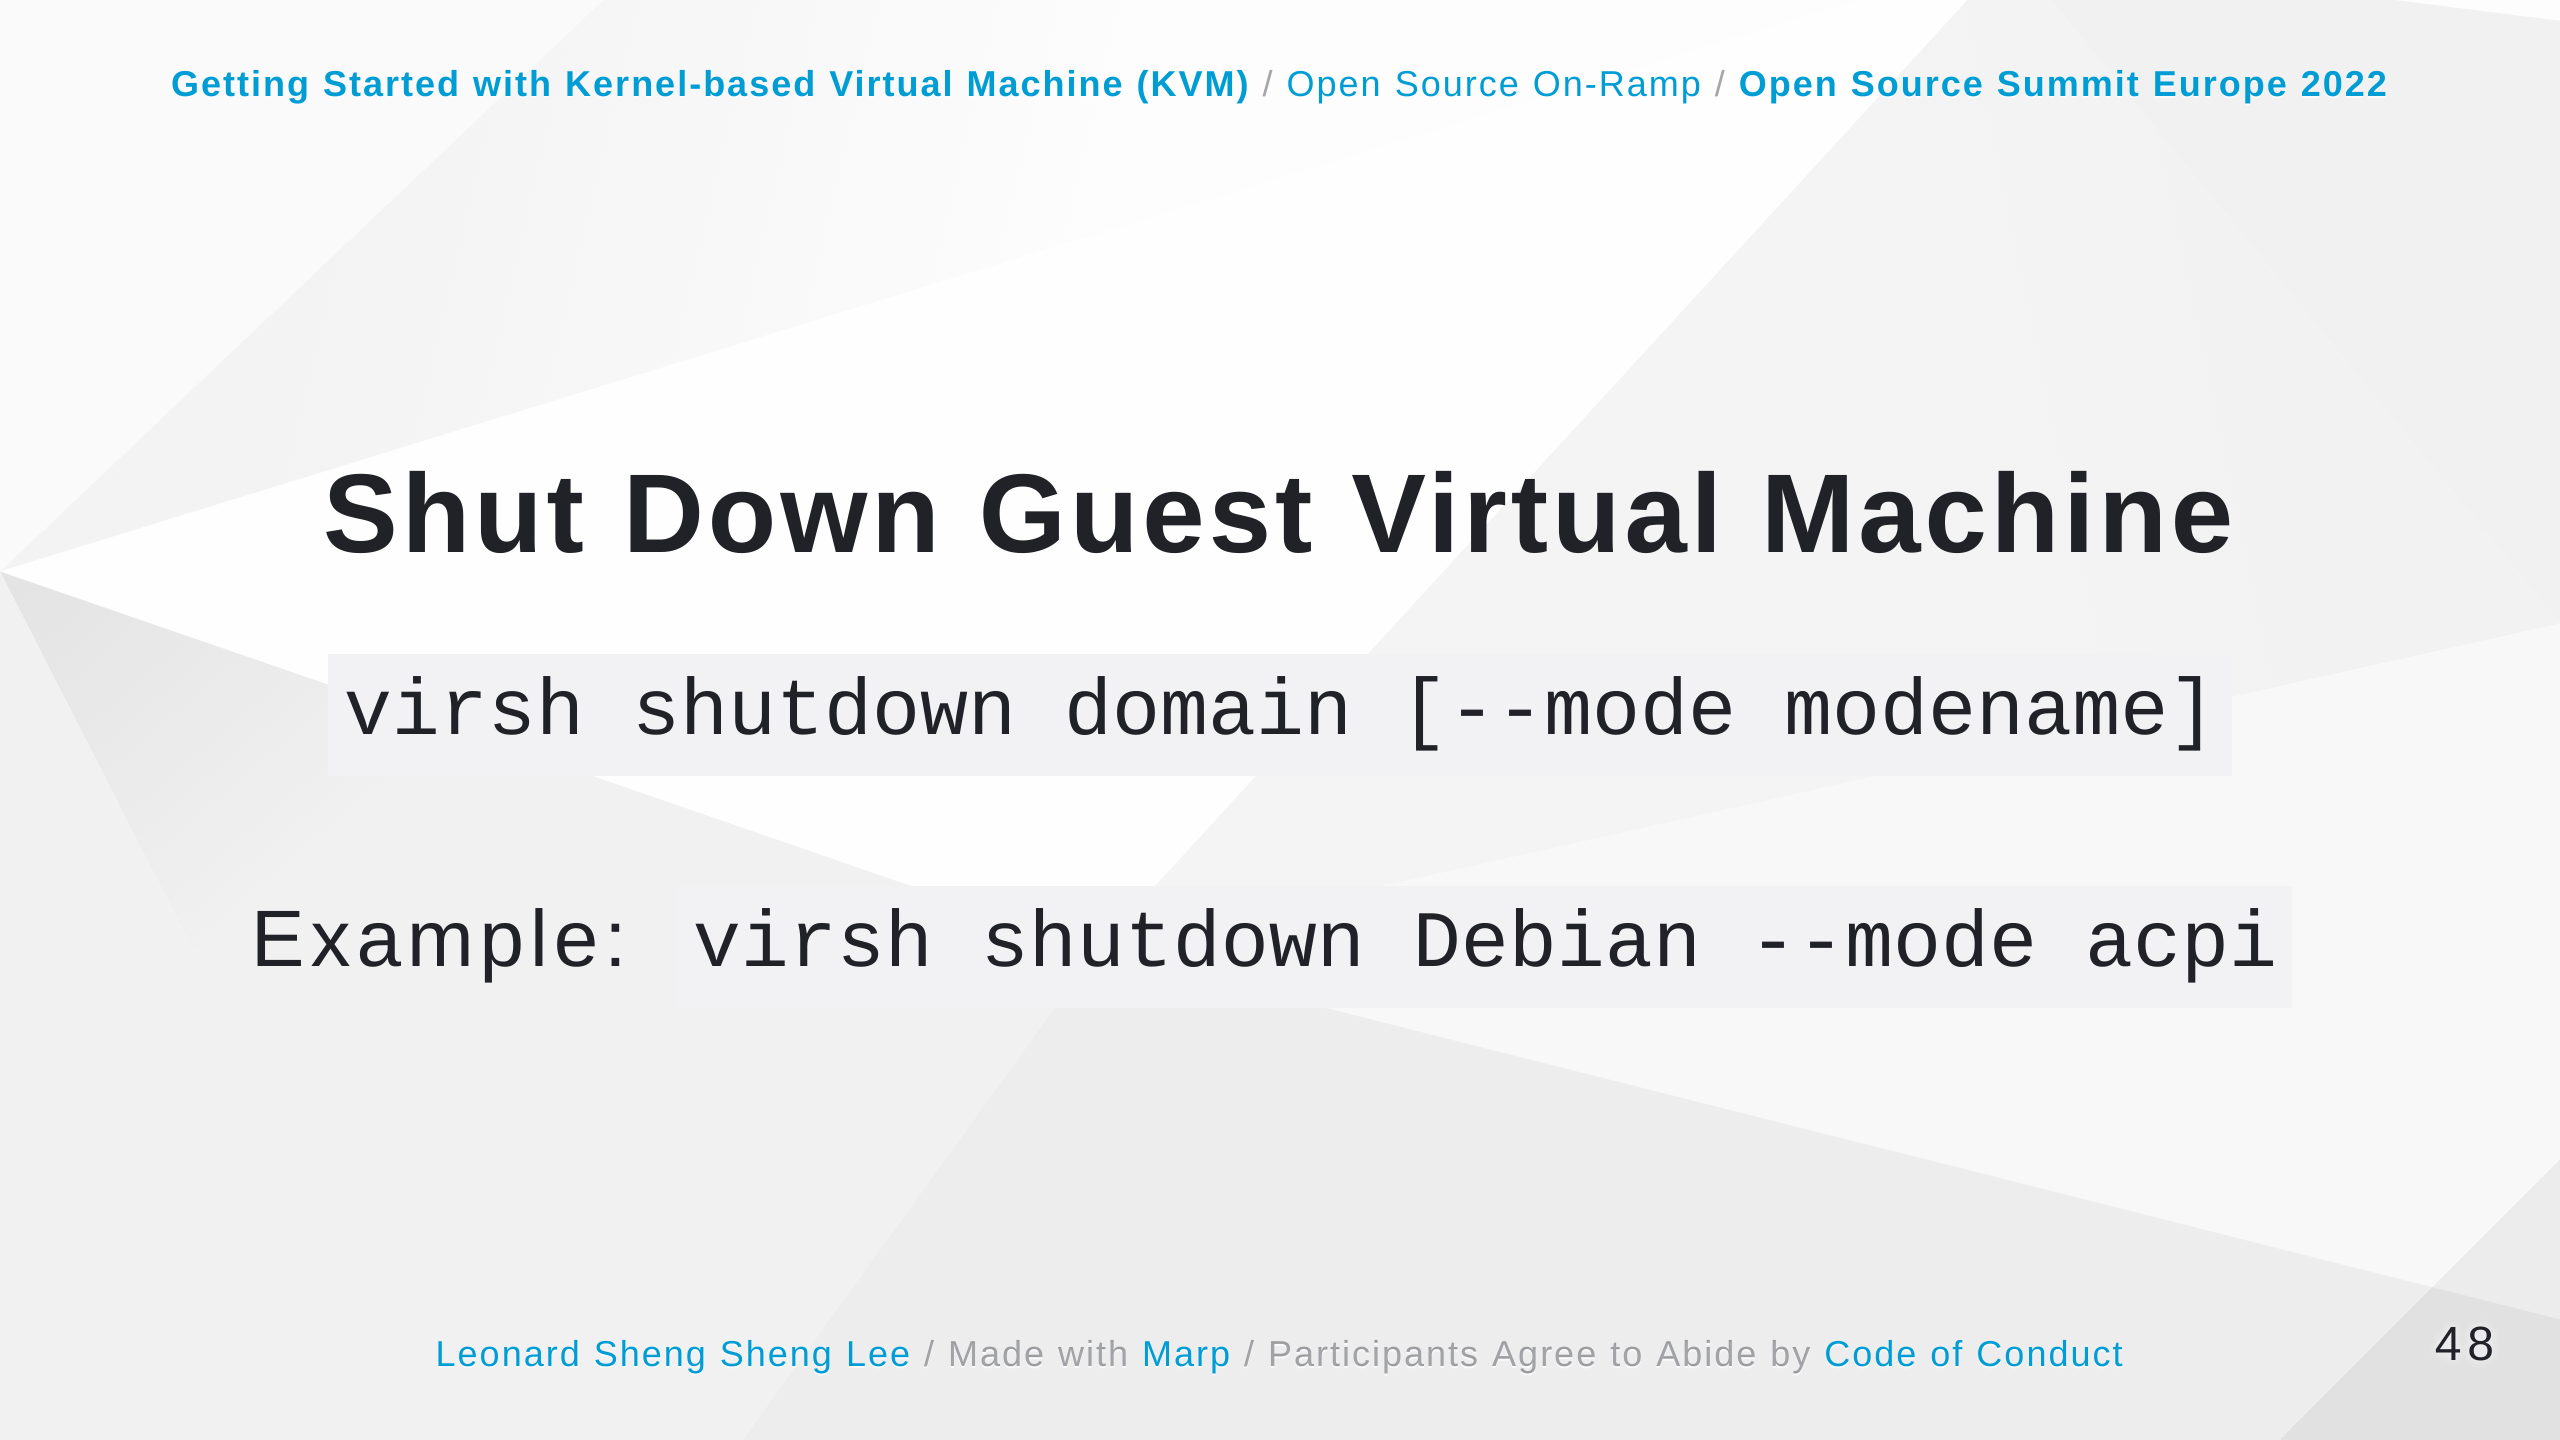 Getting Started with Kernel-based Virtual Machine (KVM) / Open Source On-Ramp / Open Source Summit Europe 2022
Shut Down Guest Virtual Machine
virsh shutdown domain [--mode modename]
Example: virsh shutdown Debian --mode acpi
Leonard Sheng Sheng Lee / Made with Marp / Participants Agree to Abide by Code of Conduct
48